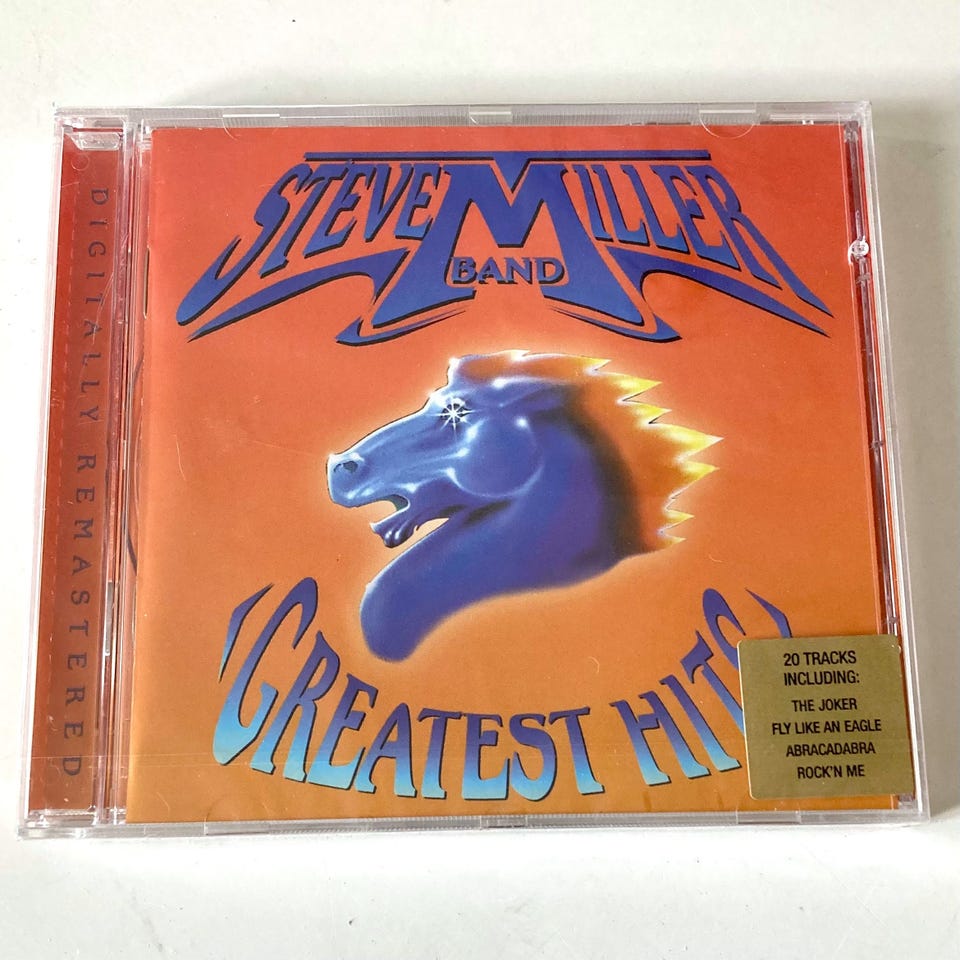 DIGITALLY REMASTERED
STEVE MILLER
BAND
GREATEST HITS
20 TRACKS
INCLUDING:
THE JOKER
FLY LIKE AN EAGLE
ABRACADABRA
ROCK'N ME